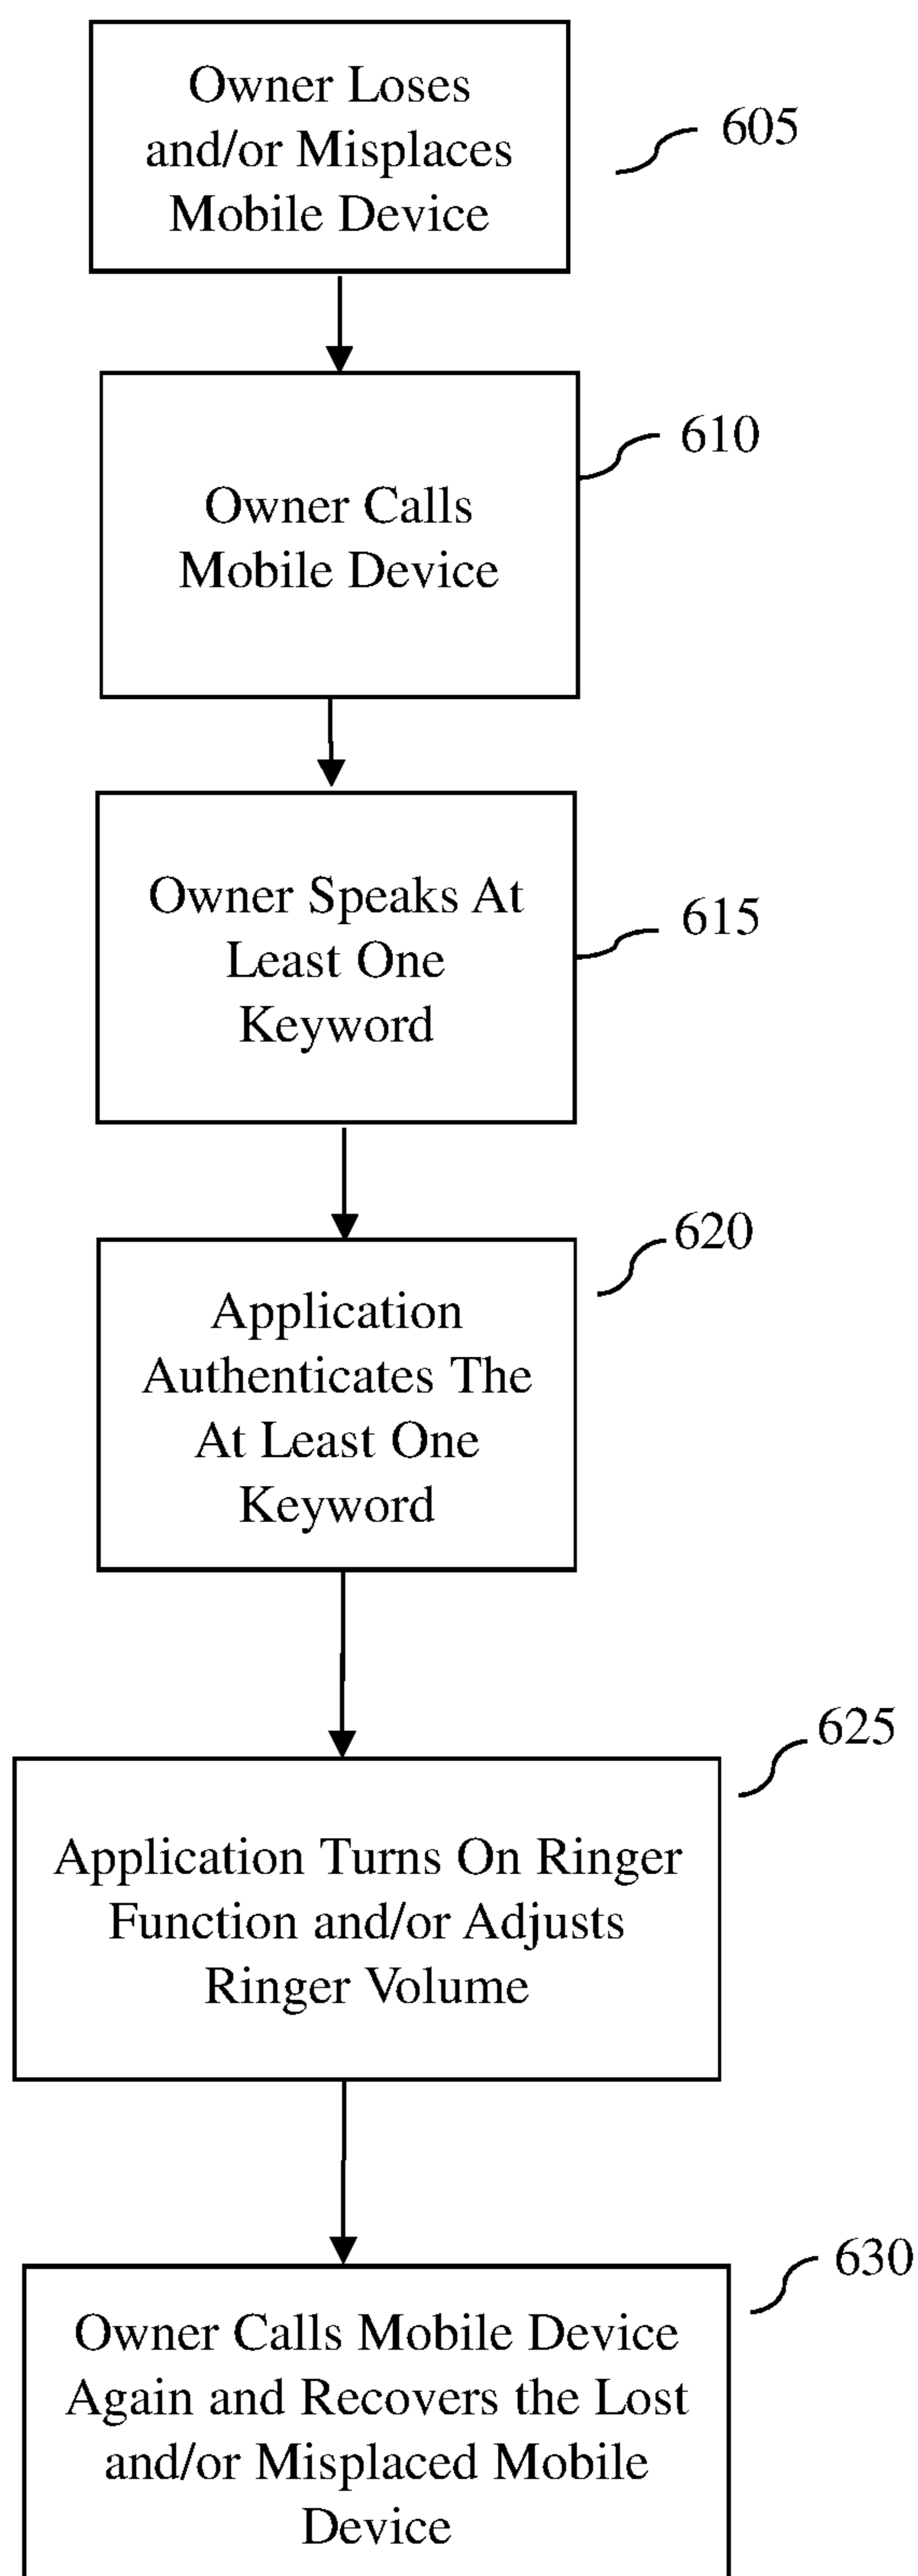 Owner Loses
and/or Misplaces
Mobile Device
605
Owner Calls
Mobile Device
610
Owner Speaks At
Least One
Keyword
615
Application
Authenticates The
At Least One
Keyword
620
Application Turns On Ringer
Function and/or Adjusts
Ringer Volume
625
Owner Calls Mobile Device
Again and Recovers the Lost
and/or Misplaced Mobile
Device
630